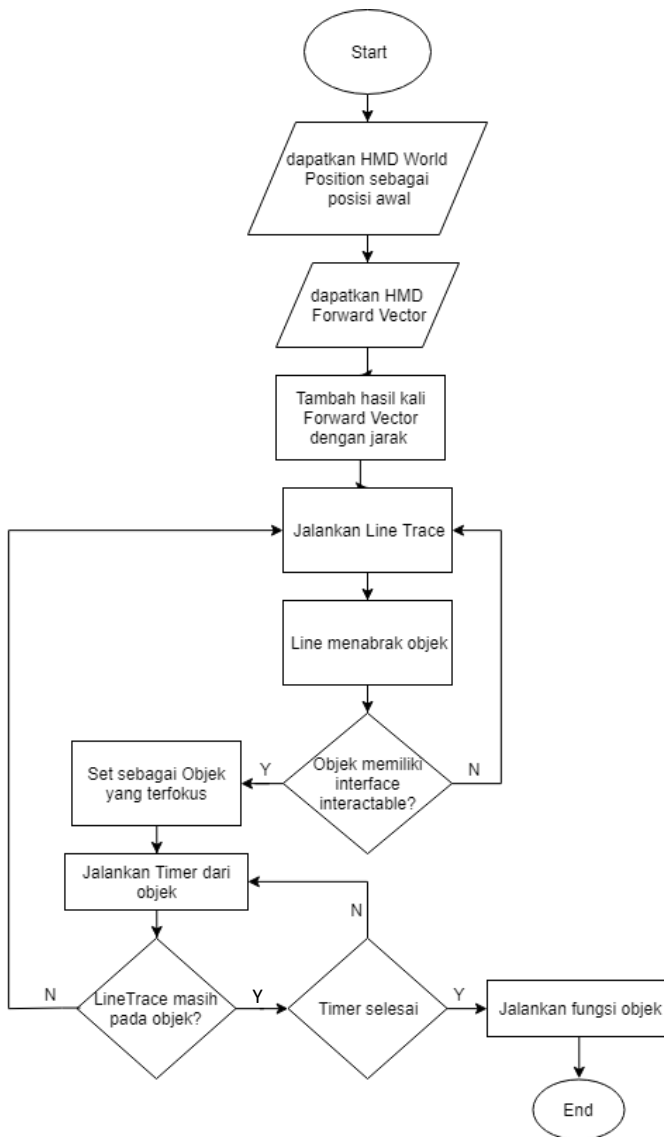 Start
dapatkan HMD World
Position sebagai
posisi awal
dapatkan HMD
Forward Vector
Tambah hasil kali
Forward Vector
dengan jarak
Jalankan Line Trace
Line menabrak objek
Objek memiliki
interface
interactable?
Y
N
Set sebagai Objek
yang terfokus
Jalankan Timer dari
objek
N
LineTrace masih
pada objek?
N
Y
Timer selesai
Y
Jalankan fungsi objek
End